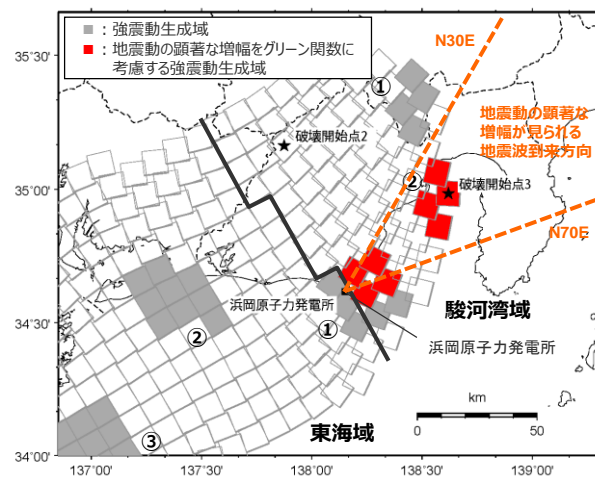 ：強震動生成域
：地震動の顕著な増幅をグリーン関数に
考慮する強震動生成域
35°30'
35°00'
34°30'
34°00'
N30E
地震動の顕著な
増幅が見られる
地震波到来方向
N70E
①
破壊開始点2
②
破壊開始点3
浜岡原子力発電所
駿河湾域
①
浜岡原子力発電所
②
km
0
50
東海域
③
137°00'
137°30'
138°00'
138°30'
139°00'